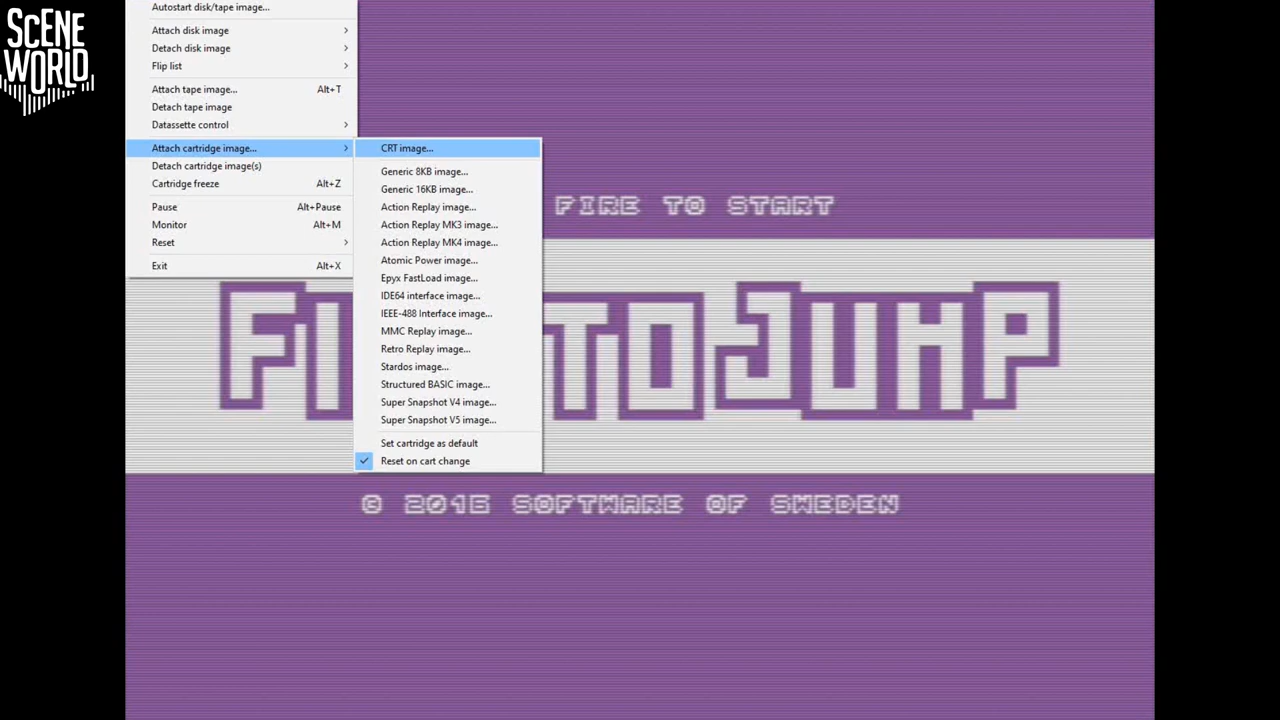 SCENE
WORLD
Autostart disk/tape image...
Attach disk image
Detach disk image
Flip list
Attach tape image... Alt+T
Detach tape image
Datassette control
Attach cartridge image...
Detach cartridge image(s)
Cartridge freeze Alt+Z
Pause Alt+Pause
Monitor Alt+M
Reset
Exit Alt+X
CRT image...
Generic 8KB image...
Generic 16KB image...
Action Replay image...
Action Replay MK3 image...
Action Replay MK4 image...
Atomic Power image...
Epyx FastLoad image...
IDE64 interface image...
IEEE-488 Interface image...
MMC Replay image...
Retro Replay image...
Stardos image...
Structured BASIC image...
Super Snapshot V4 image...
Super Snapshot V5 image...
Set cartridge as default
Reset on cart change
FIRE TO START
FI TO JUMP
© 2016 SOFTWARE OF SWEDEN